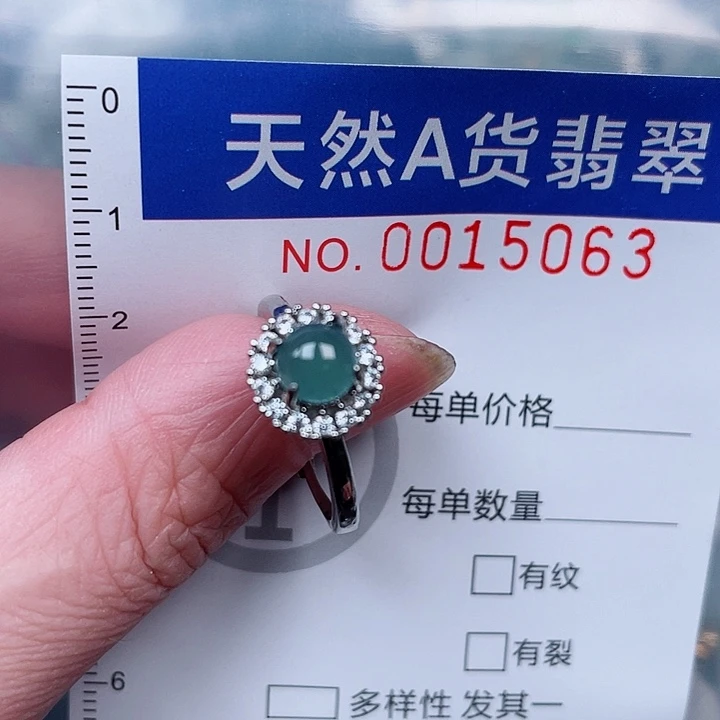 0
天然A货翡翠
1
NO. 0015063
2
每单价格
每单数量
有纹
有裂
6
多样性 发其一